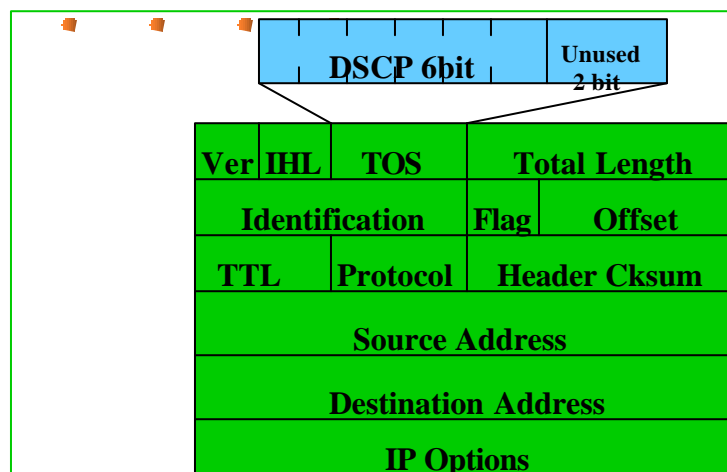 DSCP 6bit
Unused
2 bit
Ver IHL TOS Total Length
Identification Flag Offset
TTL Protocol Header Cksum
Source Address
Destination Address
IP Options